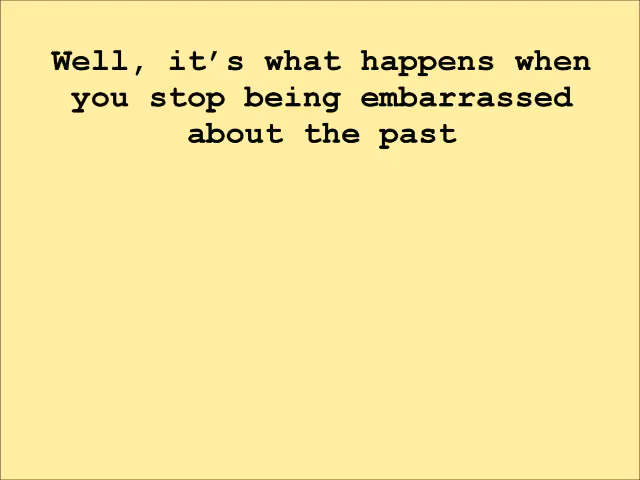 Well, it’s what happens when
you stop being embarrassed
about the past